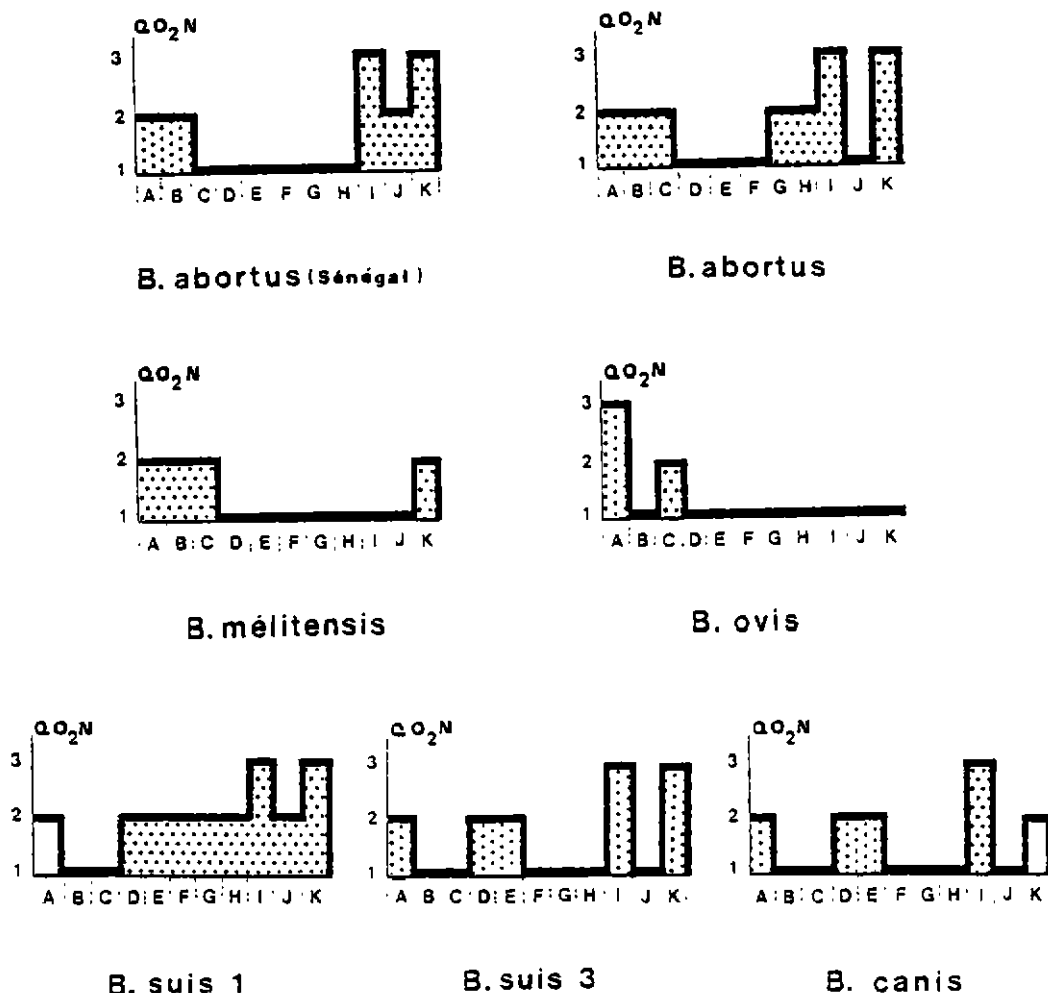 QO2N QO2N
3 3
2 2
1 1
A B C D E F G H I J K A B C D E F G H I J K
B. abortus (Sénégal) B. abortus
QO2N QO2N
3 3
2 2
1 1
A B C D E F G H I J K A B C D E F G H I J K
B. mélitensis B. ovis
QO2N QO2N QO2N
3 3 3
2 2 2
1 1 1
A B C D E F G H I J K A B C D E F G H I J K A B C D E F G H I J K
B. suis 1 B. suis 3 B. canis